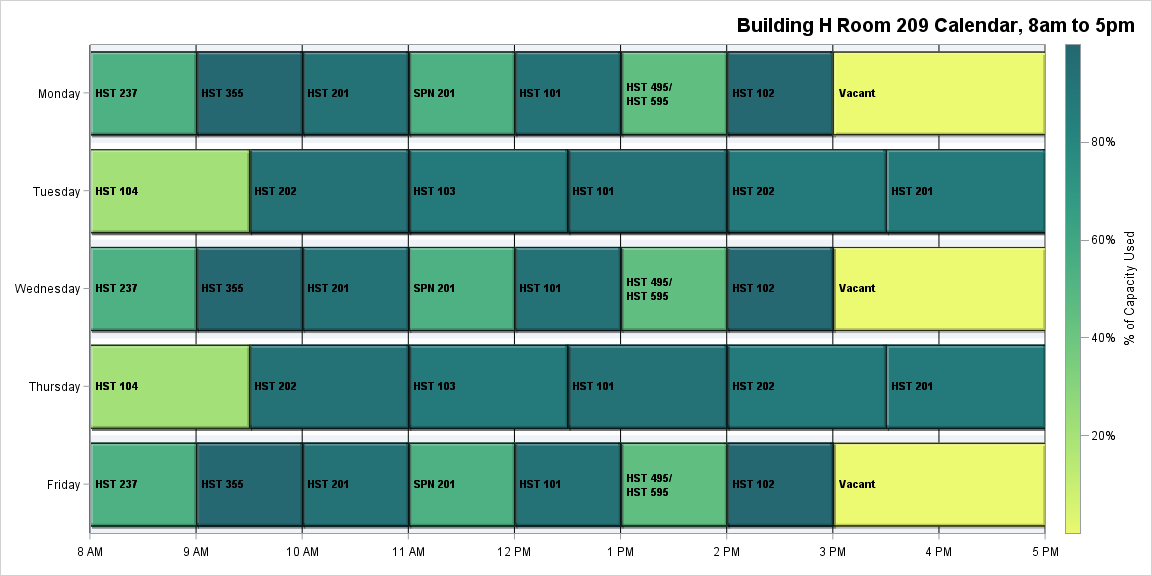 Building H Room 209 Calendar, 8am to 5pm
Monday
HST 237
HST 355
HST 201
SPN 201
HST 101
HST 495/
HST 595
HST 102
Vacant
Tuesday
HST 104
HST 202
HST 103
HST 101
HST 202
HST 201
Wednesday
HST 237
HST 355
HST 201
SPN 201
HST 101
HST 495/
HST 595
HST 102
Vacant
Thursday
HST 104
HST 202
HST 103
HST 101
HST 202
HST 201
Friday
HST 237
HST 355
HST 201
SPN 201
HST 101
HST 495/
HST 595
HST 102
Vacant
8 AM
9 AM
10 AM
11 AM
12 PM
1 PM
2 PM
3 PM
4 PM
5 PM
80%
60%
40%
20%
% of Capacity Used